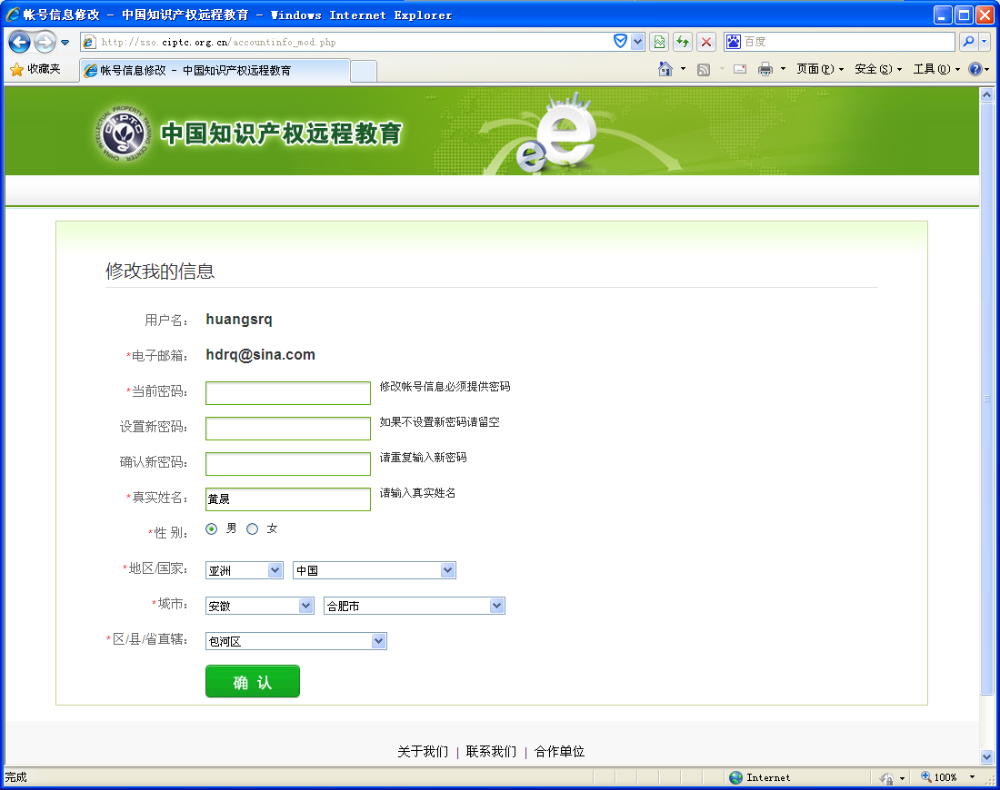 帐号信息修改 - 中国知识产权远程教育 - Windows Internet Explorer
http://sso.ciptc.org.cn/accountinfo_mod.php
百度
收藏夹
帐号信息修改 - 中国知识产权远程教育
页面(P)
安全(S)
工具(O)
CIPTC
INTELLECTUAL PROPERTY TRAINING CENTER
中国知识产权远程教育
修改我的信息
用户名： huangsrq
*电子邮箱： hdrq@sina.com
*当前密码： 修改帐号信息必须提供密码
设置新密码： 如果不设置新密码请留空
确认新密码： 请重复输入新密码
*真实姓名： 黄晟 请输入真实姓名
*性 别： 男 女
*地区/国家： 亚洲 中国
*城市： 安徽 合肥市
*区/县/省直辖： 包河区
确 认
关于我们 | 联系我们 | 合作单位
完成
Internet
100%